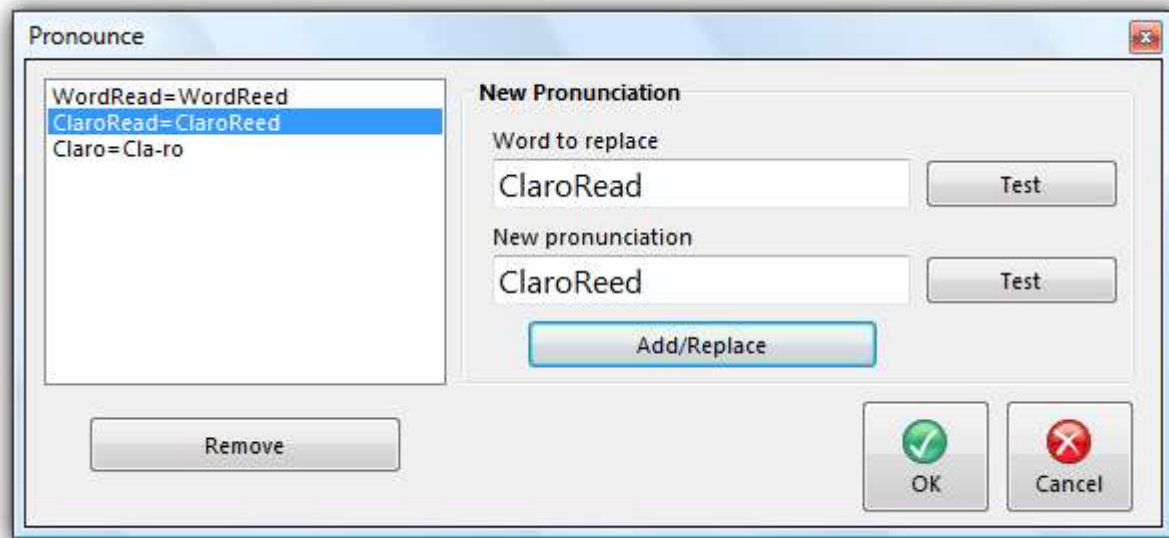 Pronounce
WordRead=WordReed
ClaroRead=ClaroReed
Claro=Cla-ro
New Pronunciation
Word to replace
ClaroRead
Test
New pronunciation
ClaroReed
Test
Add/Replace
Remove
OK
Cancel